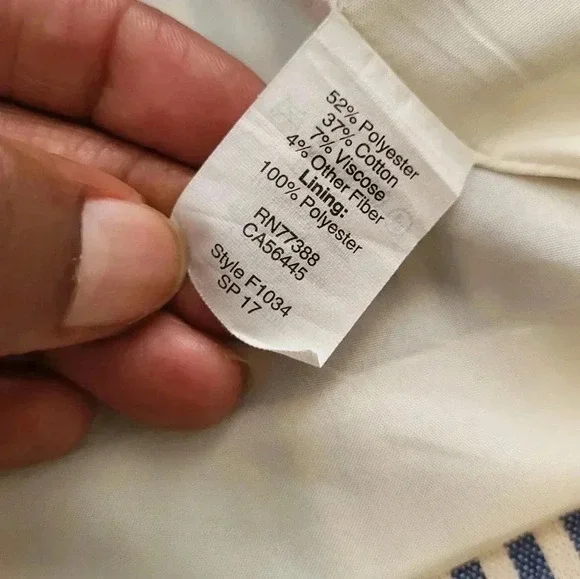 52% Polyester
37% Cotton
7% Viscose
4% Other Fiber
Lining:
100% Polyester
RN77388
CA56445
Style F1034
SP 17